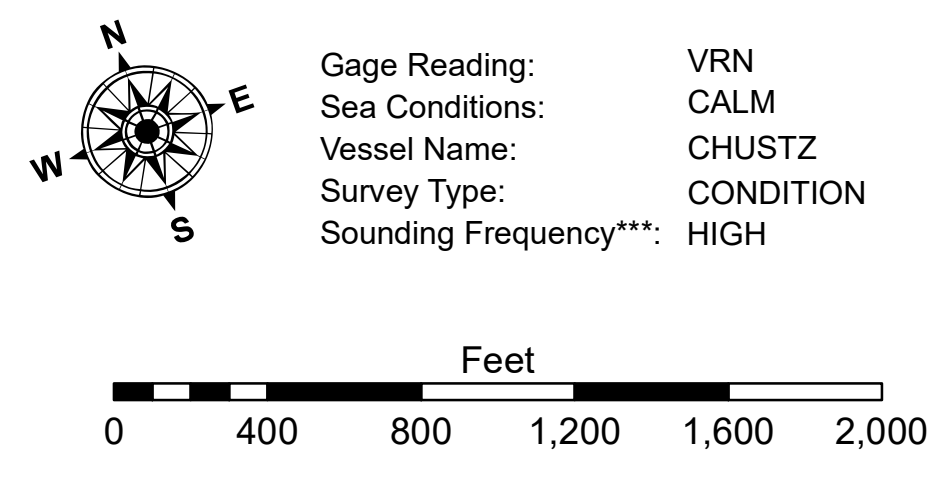 N
E
W
S
Gage Reading: VRN
Sea Conditions: CALM
Vessel Name: CHUSTZ
Survey Type: CONDITION
Sounding Frequency***: HIGH
Feet
0 400 800 1,200 1,600 2,000